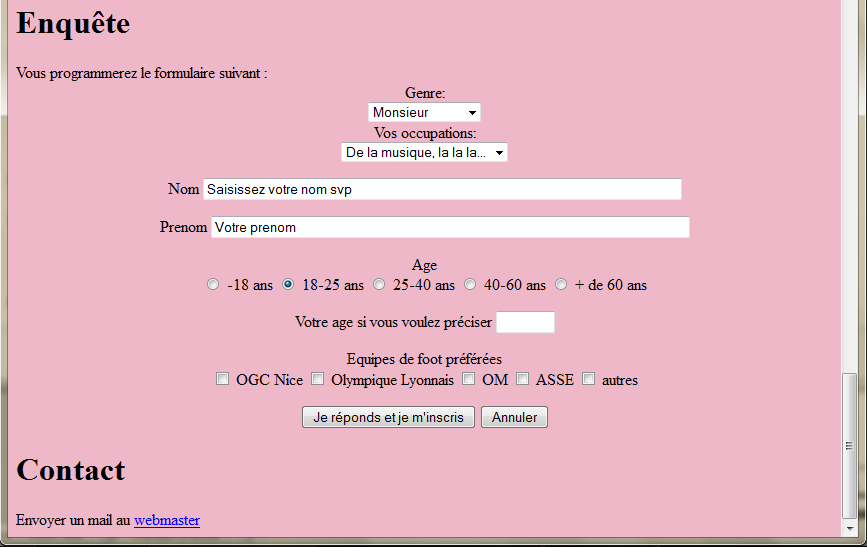 Enquête
Vous programmerez le formulaire suivant :
Genre:
Monsieur
Vos occupations:
De la musique, la la la...
Nom Saisissez votre nom svp
Prenom Votre prenom
Age
-18 ans 18-25 ans 25-40 ans 40-60 ans + de 60 ans
Votre age si vous voulez préciser
Equipes de foot préférées
OGC Nice Olympique Lyonnais OM ASSE autres
Je réponds et je m'inscris Annuler
Contact
Envoyer un mail au webmaster